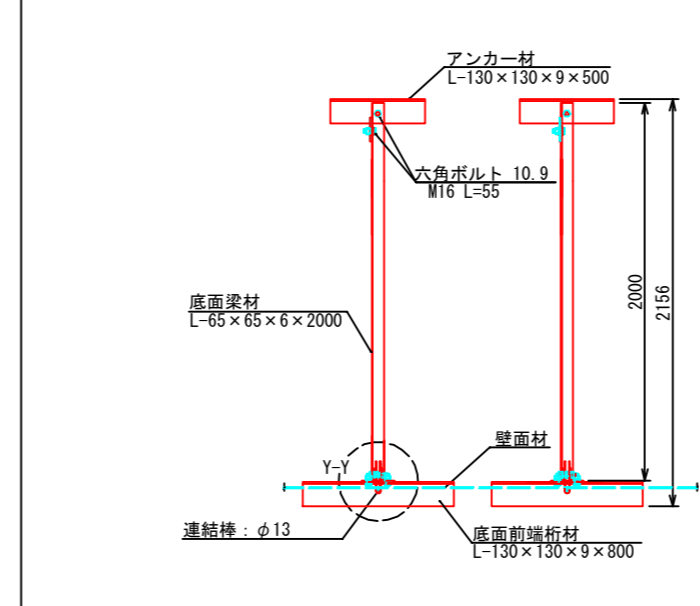 アンカー材
L-130×130×9×500
六角ボルト 10.9
M16 L=55
2000
2156
底面梁材
L-65×65×6×2000
壁面材
Y-Y
連結棒：φ13
底面前端桁材
L-130×130×9×800